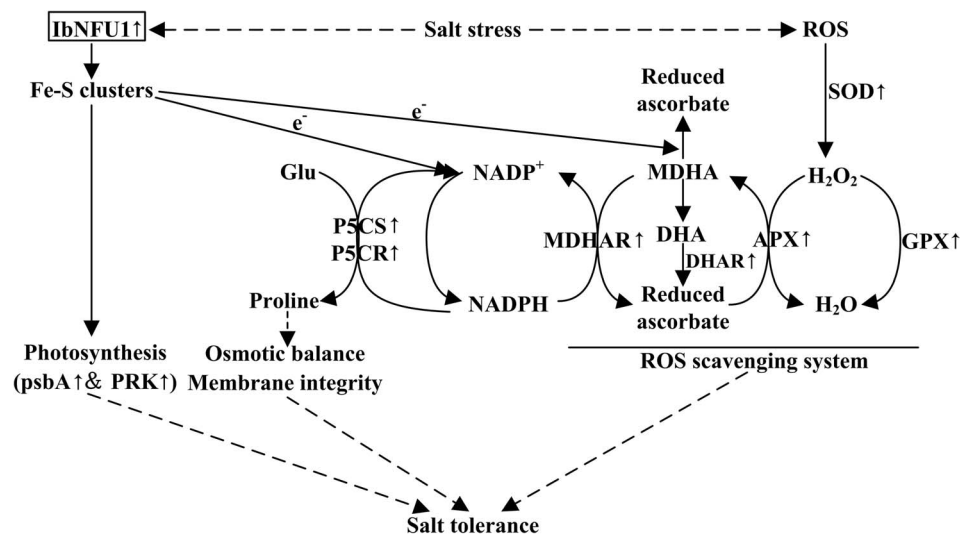 IbNFU1↑
Salt stress
ROS
Fe-S clusters
Reduced
ascorbate
SOD↑
e⁻
e⁻
Glu
NADP⁺
MDHA
H₂O₂
P5CS↑
P5CR↑
MDHAR↑
DHA
DHAR↑
APX↑
GPX↑
Proline
NADPH
Reduced
ascorbate
H₂O
Photosynthesis
(psbA↑& PRK↑)
Osmotic balance
Membrane integrity
ROS scavenging system
Salt tolerance